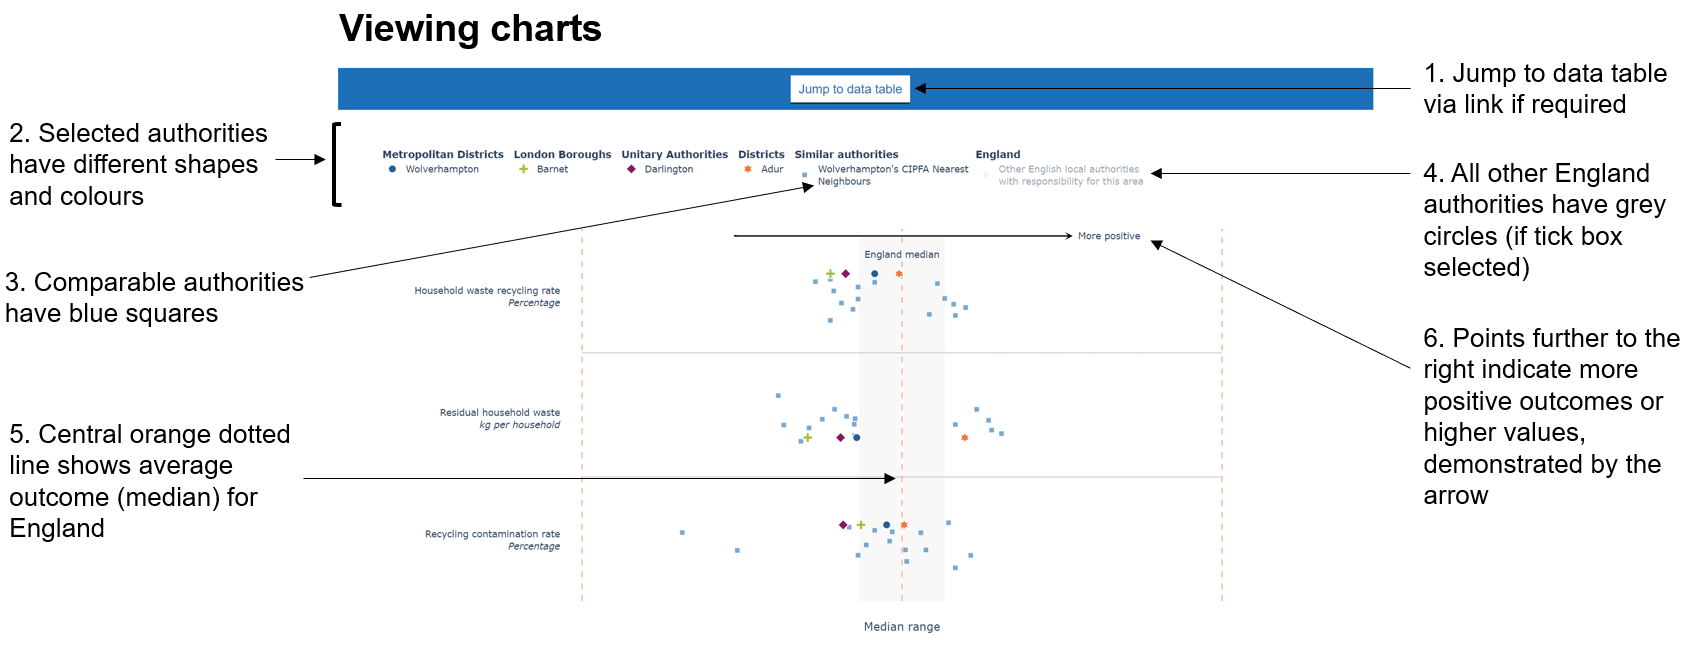 Viewing charts
Jump to data table
1. Jump to data table
via link if required
2. Selected authorities
have different shapes
and colours
Metropolitan Districts
Wolverhampton
London Boroughs
Barnet
Unitary Authorities
Darlington
Districts
Adur
Similar authorities
Wolverhampton's CIPFA Nearest
Neighbours
England
Other English local authorities
with responsibility for this area
4. All other England
authorities have grey
circles (if tick box
selected)
3. Comparable authorities
have blue squares
More positive
England median
Household waste recycling rate
Percentage
6. Points further to the
right indicate more
positive outcomes or
higher values,
demonstrated by the
arrow
Residual household waste
kg per household
5. Central orange dotted
line shows average
outcome (median) for
England
Recycling contamination rate
Percentage
Median range